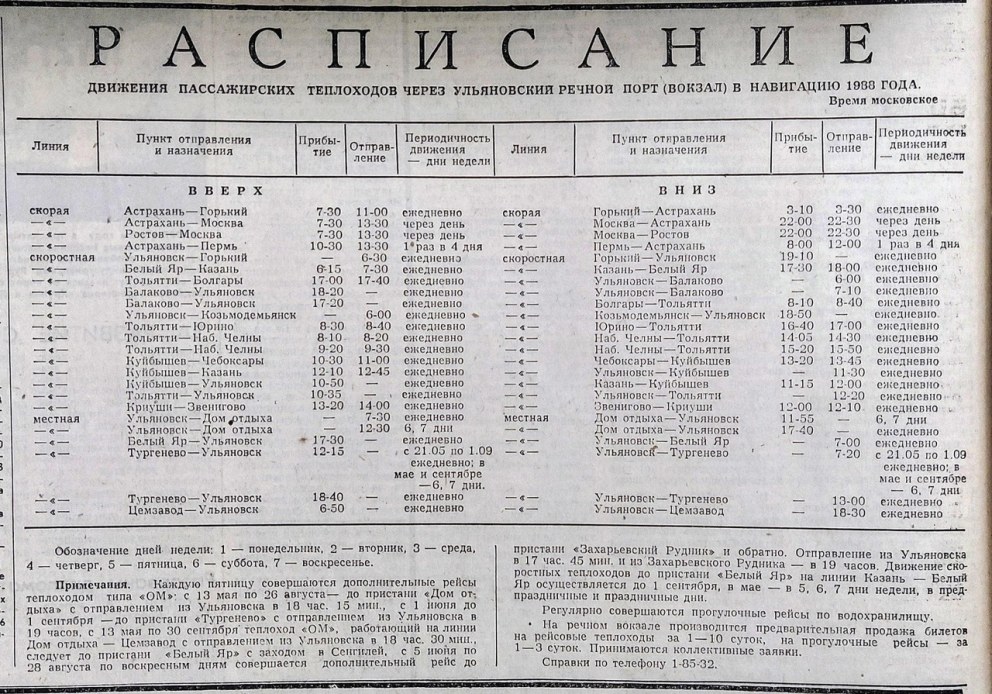 РАСПИСАНИЕ
ДВИЖЕНИЯ ПАССАЖИРСКИХ ТЕПЛОХОДОВ ЧЕРЕЗ УЛЬЯНОВСКИЙ РЕЧНОЙ ПОРТ (ВОКЗАЛ) В НАВИГАЦИЮ 1988 ГОДА.
Время московское
Линия Пункт отправления и назначения Прибытие Отправление Периодичность движения — дни недели
ВВЕРХ
скорая Астрахань—Горький 7-30 11-00 ежедневно
—«— Астрахань—Москва 7-30 13-30 через день
—«— Ростов—Москва 7-30 13-30 через день
—«— Астрахань—Пермь 10-30 13-30 1 раз в 4 дня
скоростная Ульяновск—Горький — 6-30 ежедневно
—«— Белый Яр—Казань 6-15 7-30 ежедневно
—«— Тольятти—Болгары 17-00 17-40 ежедневно
—«— Балаково—Ульяновск 18-20 — ежедневно
—«— Балаково—Ульяновск 17-20 — ежедневно
—«— Ульяновск—Козьмодемьянск — 6-00 ежедневно
—«— Тольятти—Юрино 8-30 8-40 ежедневно
—«— Тольятти—Наб. Челны 8-10 8-20 ежедневно
—«— Тольятти—Наб. Челны 9-20 9-30 ежедневно
—«— Куйбышев—Чебоксары 10-30 11-00 ежедневно
—«— Куйбышев—Казань 12-10 12-45 ежедневно
—«— Куйбышев—Ульяновск 10-50 — ежедневно
—«— Тольятти—Ульяновск 10-35 — ежедневно
—«— Криуши—Звенигово 13-20 14-00 ежедневно
местная Ульяновск—Дом отдыха — 7-30 ежедневно
—«— Ульяновск—Дом отдыха — 12-30 6, 7 дни
—«— Белый Яр—Ульяновск 17-30 — ежедневно
—«— Тургенево—Ульяновск 12-15 — с 21.05 по 1.09
ежедневно; в
мае и сентябре
— 6, 7 дни.
—«— Тургенево—Ульяновск 18-40 — ежедневно
—«— Цемзавод—Ульяновск 6-50 — ежедневно
Линия Пункт отправления и назначения Прибытие Отправление Периодичность движения — дни недели
ВНИЗ
скорая Горький—Астрахань 3-10 3-30 ежедневно
—«— Москва—Астрахань 22-00 22-30 через день
—«— Москва—Ростов 22-00 22-30 через день
—«— Пермь—Астрахань 8-00 12-00 1 раз в 4 дня
скоростная Горький—Ульяновск 19-10 — ежедневно
—«— Казань—Белый Яр 17-30 18-00 ежедневно
—«— Ульяновск—Балаково — 6-00 ежедневно
—«— Ульяновск—Балаково — 7-10 ежедневно
—«— Болгары—Тольятти 8-10 8-40 ежедневно
—«— Козьмодемьянск—Ульяновск 18-50 — ежедневно
—«— Юрино—Тольятти 16-40 17-00 ежедневно
—«— Наб. Челны—Тольятти 14-05 14-30 ежедневно
—«— Наб. Челны—Тольятти 15-20 15-50 ежедневно
—«— Чебоксары—Куйбышев 13-20 13-45 ежедневно
—«— Ульяновск—Куйбышев — 11-30 ежедневно
—«— Казань—Куйбышев 11-15 12-00 ежедневно
—«— Ульяновск—Тольятти — 12-20 ежедневно
—«— Звенигово—Криуши 12-00 12-10 ежедневно
местная Дом отдыха—Ульяновск 11-55 — 6, 7 дни
—«— Дом отдыха—Ульяновск 17-40 — ежедневно
—«— Ульяновск—Белый Яр — 7-00 ежедневно
—«— Ульяновск—Тургенево — 7-20 с 21.05 по 1.09
ежедневно; в
мае и сентябре
— 6, 7 дни
—«— Ульяновск—Тургенево — 13-00 ежедневно
—«— Ульяновск—Цемзавод — 18-30 ежедневно
Обозначение дней недели: 1 — понедельник, 2 — вторник, 3 — среда,
4 — четверг, 5 — пятница, 6 — суббота, 7 — воскресенье.
Примечания. Каждую пятницу совершаются дополнительные рейсы
теплоходом типа «ОМ»: с 13 мая по 26 августа— до пристани «Дом от-
дыха» с отправлением из Ульяновска в 18 час. 15 мин., с 1 июня до
1 сентября —до пристани «Тургенево» с отправлением из Ульяновска в
19 часов, с 13 мая по 30 сентября теплоход «ОМ», работающий на линии
Дом отдыха — Цемзавод с отправлением из Ульяновска в 18 час. 30 мин.,
следует до пристани «Белый Яр» с заходом в Сенгилей, с 5 июня по
28 августа по воскресным дням совершается дополнительный рейс до
пристани «Захарьевский Рудник» и обратно. Отправление из Ульяновска
в 17 час. 45 мин. и из Захарьевского Рудника — в 19 часов. Движение ско-
ростных теплоходов до пристани «Белый Яр» на линии Казань — Белый
Яр осуществляется до 1 сентября, в мае — в 5, 6, 7 дни недели, в пред-
праздничные и праздничные дни.
Регулярно совершаются прогулочные рейсы по водохранилищу.
На речном вокзале производится предварительная продажа билетов
на рейсовые теплоходы за 1—10 суток, на прогулочные рейсы — за
1—3 суток. Принимаются коллективные заявки.
Справки по телефону 1-85-32.